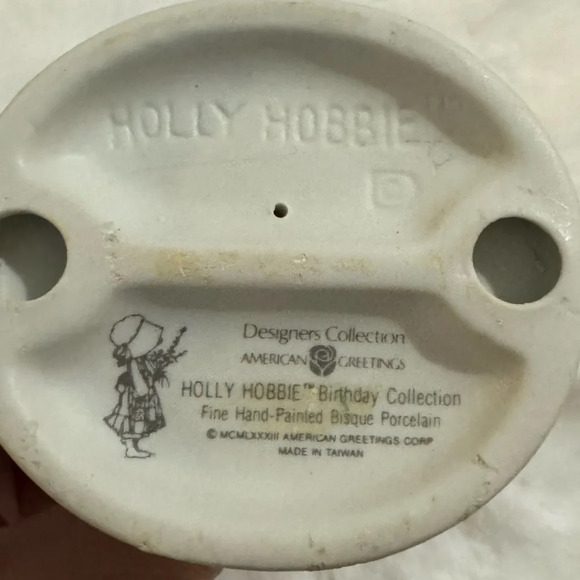 HOLLY HOBBIE™
©
Designers Collection
AMERICAN GREETINGS
HOLLY HOBBIE™ Birthday Collection
Fine Hand-Painted Bisque Porcelain
© MCMLXXXIII AMERICAN GREETINGS CORP
MADE IN TAIWAN